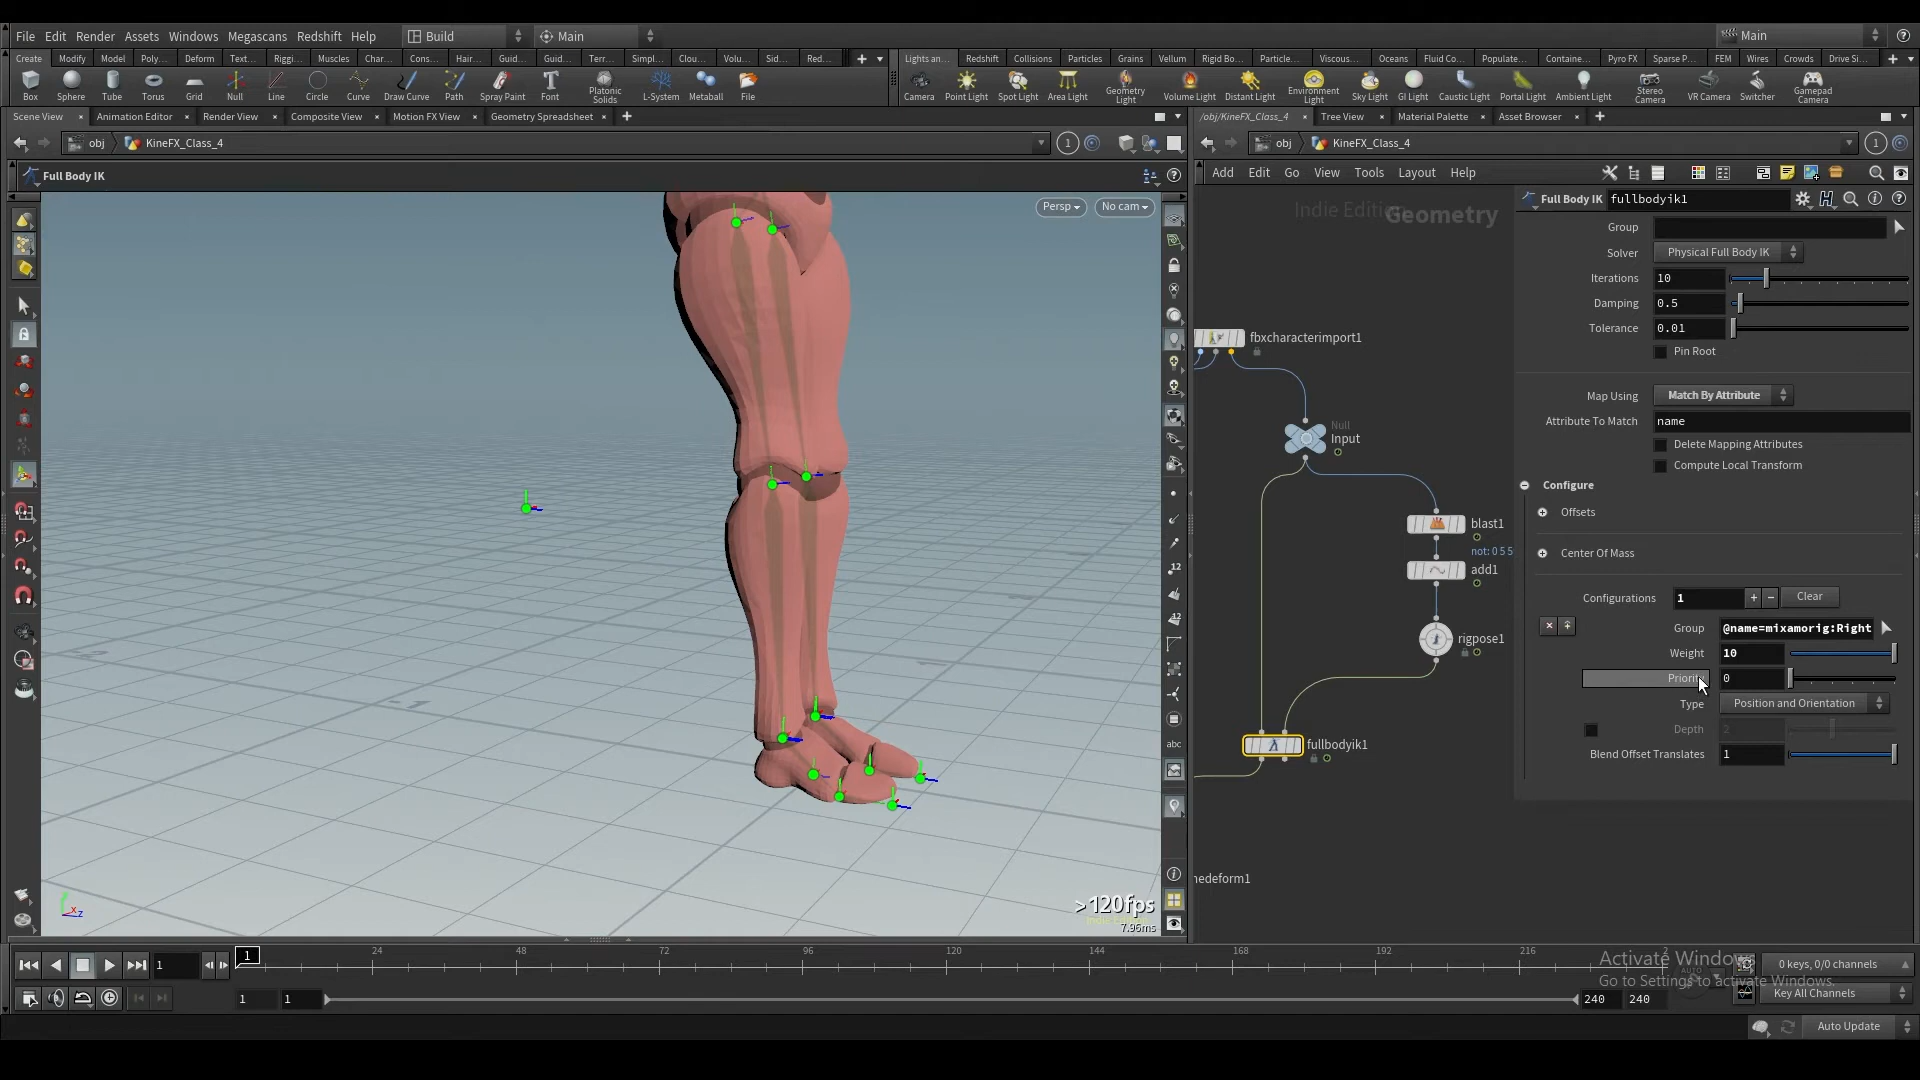 File Edit Render Assets Windows Megascans Redshift Help Build Main Main
Create Modify Model Poly... Deform Text... Riggi... Muscles Char... Cons... Hair... Guid... Guid... Terr... Simpl... Clou... Volu... Sid... Red...
Lights an... Redshift Collisions Particles Grains Vellum Rigid Bo... Particle... Viscous... Oceans Fluid Co... Populate... Containe... Pyro FX Sparse P... FEM Wires Crowds Drive Si...
Box Sphere Tube Torus Grid Null Line Circle Curve Draw Curve Path Spray Paint Font Platonic Solids L-System Metaball File
Camera Point Light Spot Light Area Light Geometry Light Volume Light Distant Light Environment Light Sky Light GI Light Caustic Light Portal Light Ambient Light Stereo Camera VR Camera Switcher Gamepad Camera
Scene View Animation Editor Render View Composite View Motion FX View Geometry Spreadsheet
/obj/KineFX_Class_4 Tree View Material Palette Asset Browser
obj KineFX_Class_4 1
obj KineFX_Class_4 1
Full Body IK
Add Edit Go View Tools Layout Help
Persp No cam
Indie Edition Geometry
fbxcharacterimport1
Null
Input
blast1
not: 0 5 5
add1
rigpose1
fullbodyik1
nedeform1
Full Body IK fullbodyik1
Group
Solver Physical Full Body IK
Iterations 10
Damping 0.5
Tolerance 0.01
Pin Root
Map Using Match By Attribute
Attribute To Match name
Delete Mapping Attributes
Compute Local Transform
Configure
Offsets
Center Of Mass
Configurations 1 + − Clear
Group @name=mixamorig:Right
Weight 10
Priority 0
Type Position and Orientation
Depth 2
Blend Offset Translates 1
12
12
abc
>120fps
7.96ms
x z
1 1 24 48 72 96 120 144 168 192 216 2
Activate Windows
Go to Settings to activate Windows.
0 keys, 0/0 channels
1 1 240 240 Key All Channels
Auto Update